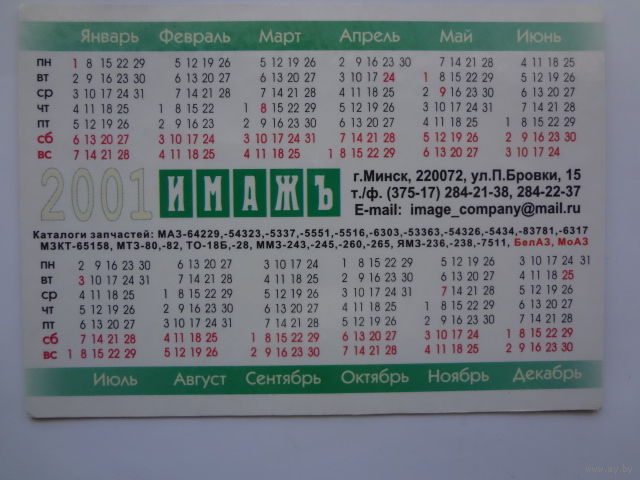 Январь Февраль Март Апрель Май Июнь
пн 1 8 15 22 29 5 12 19 26 5 12 19 26 2 9 16 23 30 7 14 21 28 4 11 18 25
вт 2 9 16 23 30 6 13 20 27 6 13 20 27 3 10 17 24 1 8 15 22 29 5 12 19 26
ср 3 10 17 24 31 7 14 21 28 7 14 21 28 4 11 18 25 2 9 16 23 30 6 13 20 27
чт 4 11 18 25 1 8 15 22 1 8 15 22 29 5 12 19 26 3 10 17 24 31 7 14 21 28
пт 5 12 19 26 2 9 16 23 2 9 16 23 30 6 13 20 27 4 11 18 25 1 8 15 22 29
сб 6 13 20 27 3 10 17 24 3 10 17 24 31 7 14 21 28 5 12 19 26 2 9 16 23 30
вс 7 14 21 28 4 11 18 25 4 11 18 25 1 8 15 22 29 6 13 20 27 3 10 17 24
2001 ИМАЖЪ
г.Минск, 220072, ул.П.Бровки, 15
т./ф. (375-17) 284-21-38, 284-22-37
E-mail: image_company@mail.ru
Каталоги запчастей: МАЗ-64229,-54323,-5337,-5551,-5516,-6303,-53363,-54326,-5434,-83781,-6317
МЗКТ-65158, МТЗ-80,-82, ТО-18Б,-28, ММЗ-243,-245,-260,-265, ЯМЗ-236,-238,-7511, БелАЗ, МоАЗ
пн 2 9 16 23 30 6 13 20 27 3 10 17 24 1 8 15 22 29 5 12 19 26 3 10 17 24 31
вт 3 10 17 24 31 7 14 21 28 4 11 18 25 2 9 16 23 30 6 13 20 27 4 11 18 25
ср 4 11 18 25 1 8 15 22 29 5 12 19 26 3 10 17 24 31 7 14 21 28 5 12 19 26
чт 5 12 19 26 2 9 16 23 30 6 13 20 27 4 11 18 25 1 8 15 22 29 6 13 20 27
пт 6 13 20 27 3 10 17 24 31 7 14 21 28 5 12 19 26 2 9 16 23 30 7 14 21 28
сб 7 14 21 28 4 11 18 25 1 8 15 22 29 6 13 20 27 3 10 17 24 1 8 15 22 29
вс 1 8 15 22 29 5 12 19 26 2 9 16 23 30 7 14 21 28 4 11 18 25 2 9 16 23 30
Июль Август Сентябрь Октябрь Ноябрь Декабрь
www.ay.by